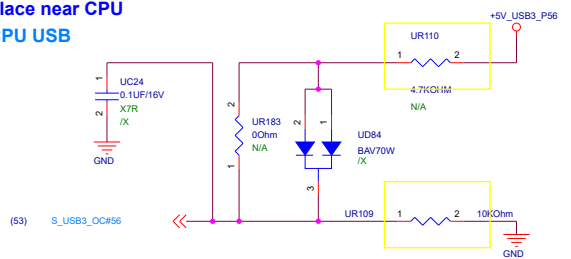 lace near CPU
CPU USB
+5V_USB3_P56
UR110
1 2
4.7KOHM
N/A
1
UC24
0.1UF/16V
X7R
/X
2
GND
2
UR183
0Ohm
N/A
1
2 1
UD84
BAV70W
/X
3
(53) S_USB3_OC#56
UR109 1 2 10KOhm
GND